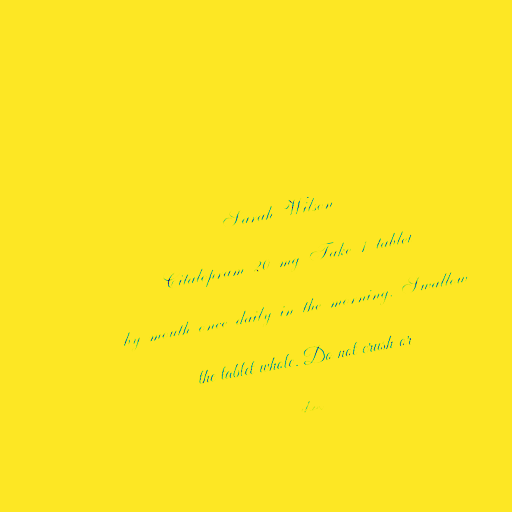 Sarah Wilson
Citalopram 20 mg Take 1 tablet
by mouth once daily in the morning. Swallow
the tablet whole. Do not crush or